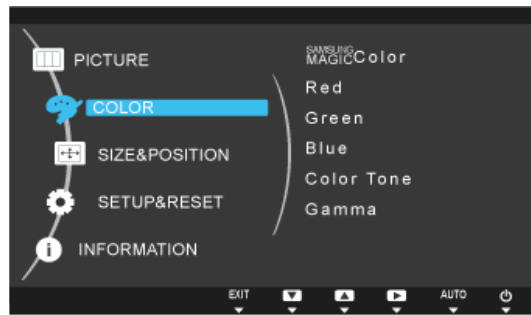 PICTURE
COLOR
SIZE&POSITION
SETUP&RESET
INFORMATION
SAMSUNG
MAGICColor
Red
Green
Blue
Color Tone
Gamma
EXIT
AUTO